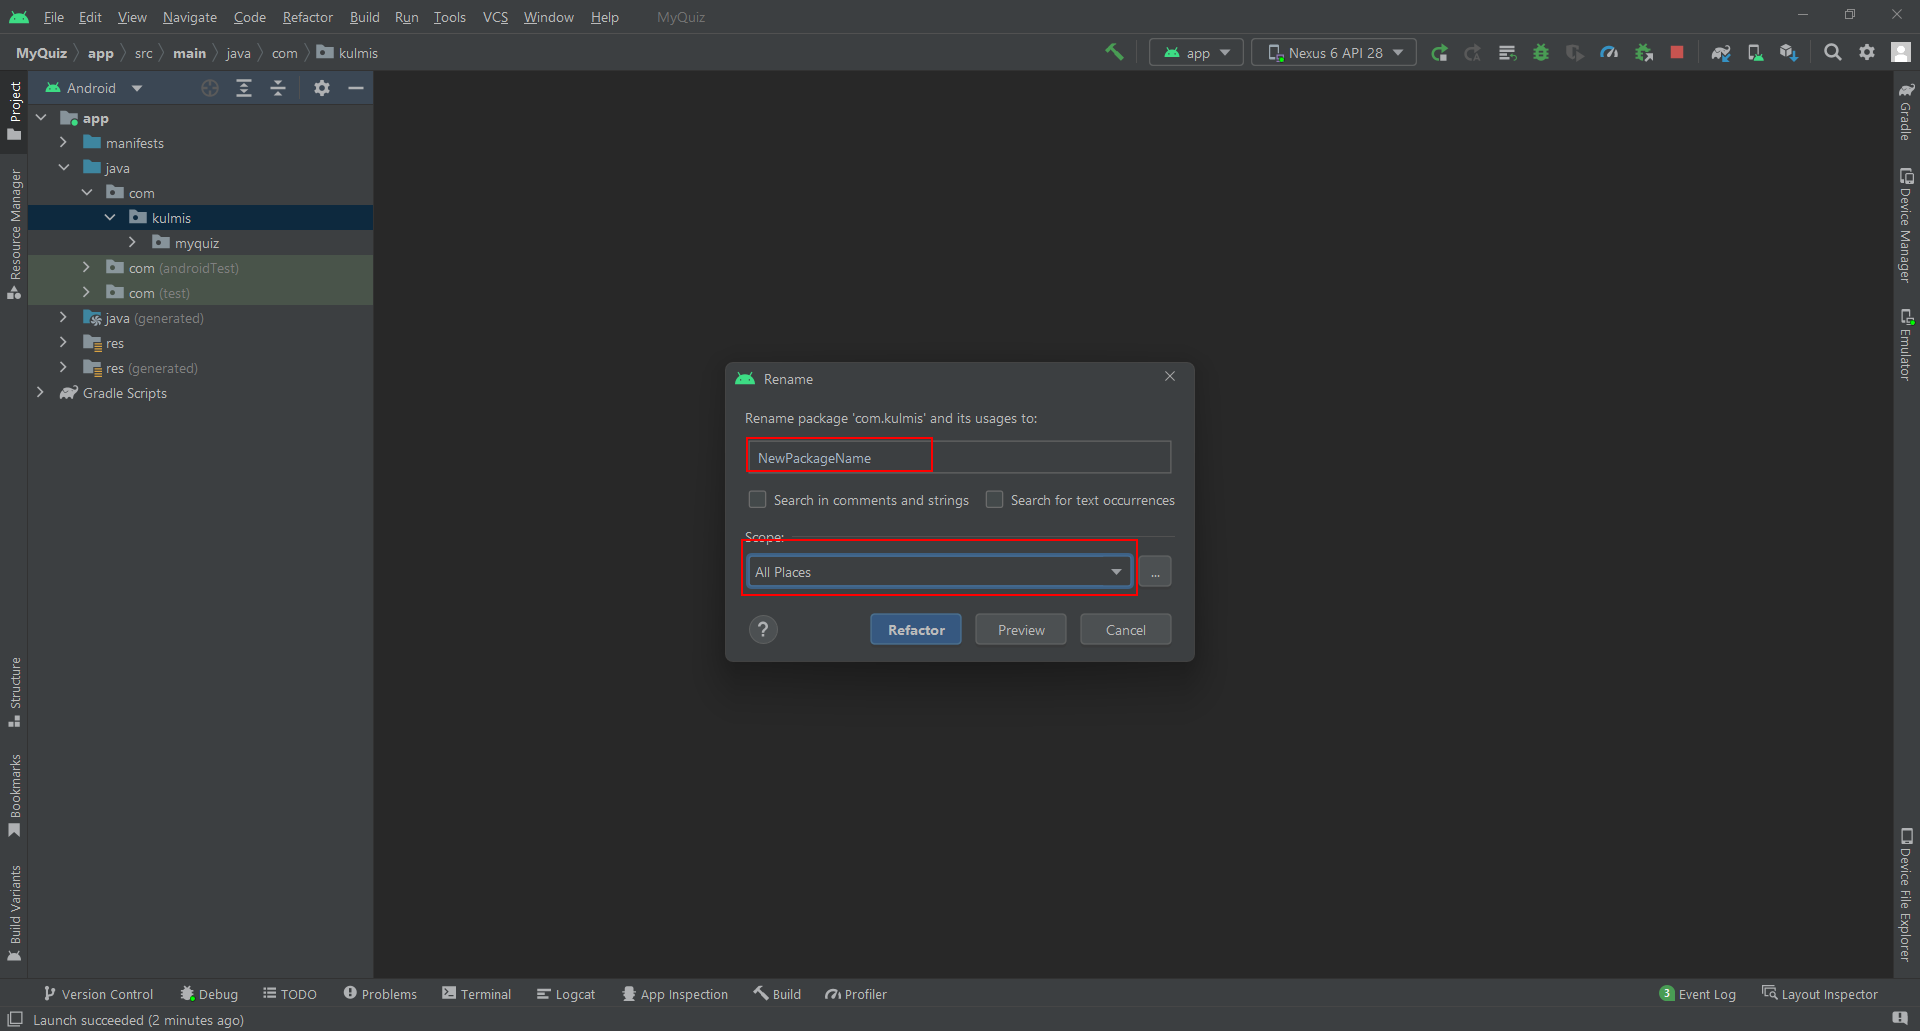 File Edit View Navigate Code Refactor Build Run Tools VCS Window Help MyQuiz
MyQuiz app src main java com kulmis
app
Nexus 6 API 28
Android
app
manifests
java
com
kulmis
myquiz
com (androidTest)
com (test)
java (generated)
res
res (generated)
Gradle Scripts
Project
Resource Manager
Structure
Bookmarks
Build Variants
Rename
Rename package 'com.kulmis' and its usages to:
NewPackageName
Search in comments and strings Search for text occurrences
Scope:
All Places ...
? Refactor Preview Cancel
Gradle
Device Manager
Emulator
Device File Explorer
Version Control Debug TODO Problems Terminal Logcat App Inspection Build Profiler 3 Event Log Layout Inspector
Launch succeeded (2 minutes ago)